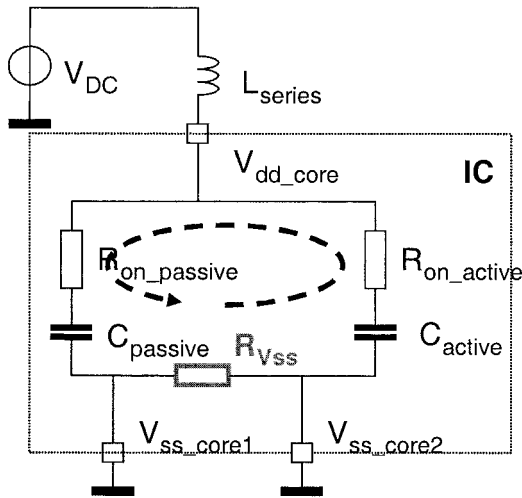 V_DC
L_series
V_dd_core
IC
R_on_passive
R_on_active
C_passive
R_Vss
C_active
V_ss_core1
V_ss_core2